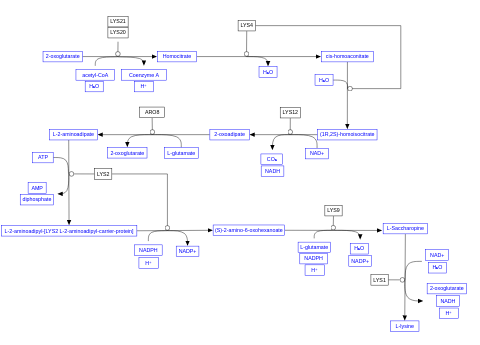 LYS21
LYS20
LYS4
2-oxoglutarate
Homocitrate
cis-homoaconitate
acetyl-CoA
Coenzyme A
H₂O
H₂O
H⁺
H₂O
ARO8
LYS12
L-2-aminoadipate
2-oxoadipate
(1R,2S)-homoisocitrate
2-oxoglutarate
L-glutamate
NAD+
CO₂
ATP
NADH
LYS2
AMP
diphosphate
LYS9
L-2-aminoadipyl-[LYS2 L-2-aminoadipyl-carrier-protein]
(S)-2-amino-6-oxohexanoate
L-Saccharopine
NADPH
NADP+
L-glutamate
H₂O
H⁺
NADPH
NADP+
H⁺
NAD+
H₂O
LYS1
2-oxoglutarate
NADH
H⁺
L-lysine